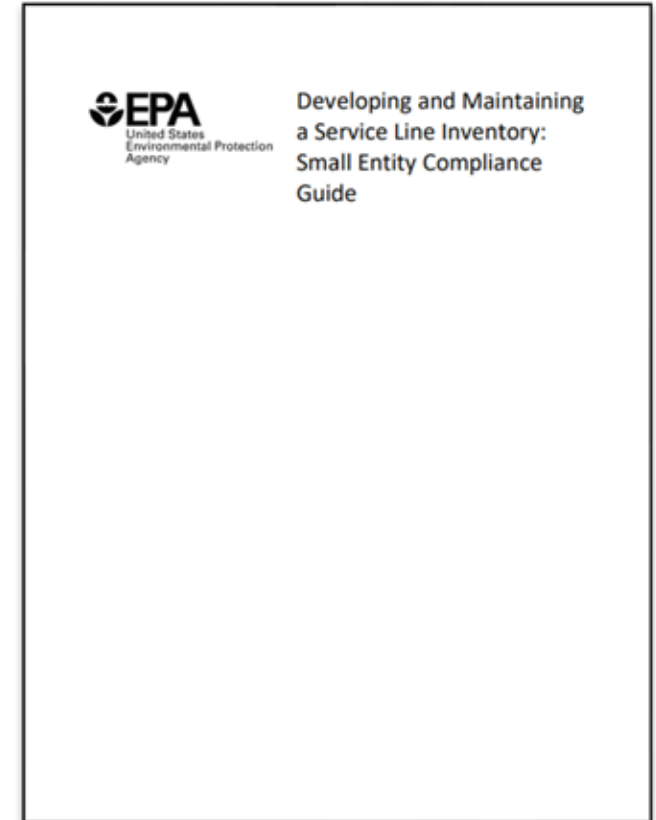 EPA
United States
Environmental Protection
Agency
Developing and Maintaining
a Service Line Inventory:
Small Entity Compliance
Guide